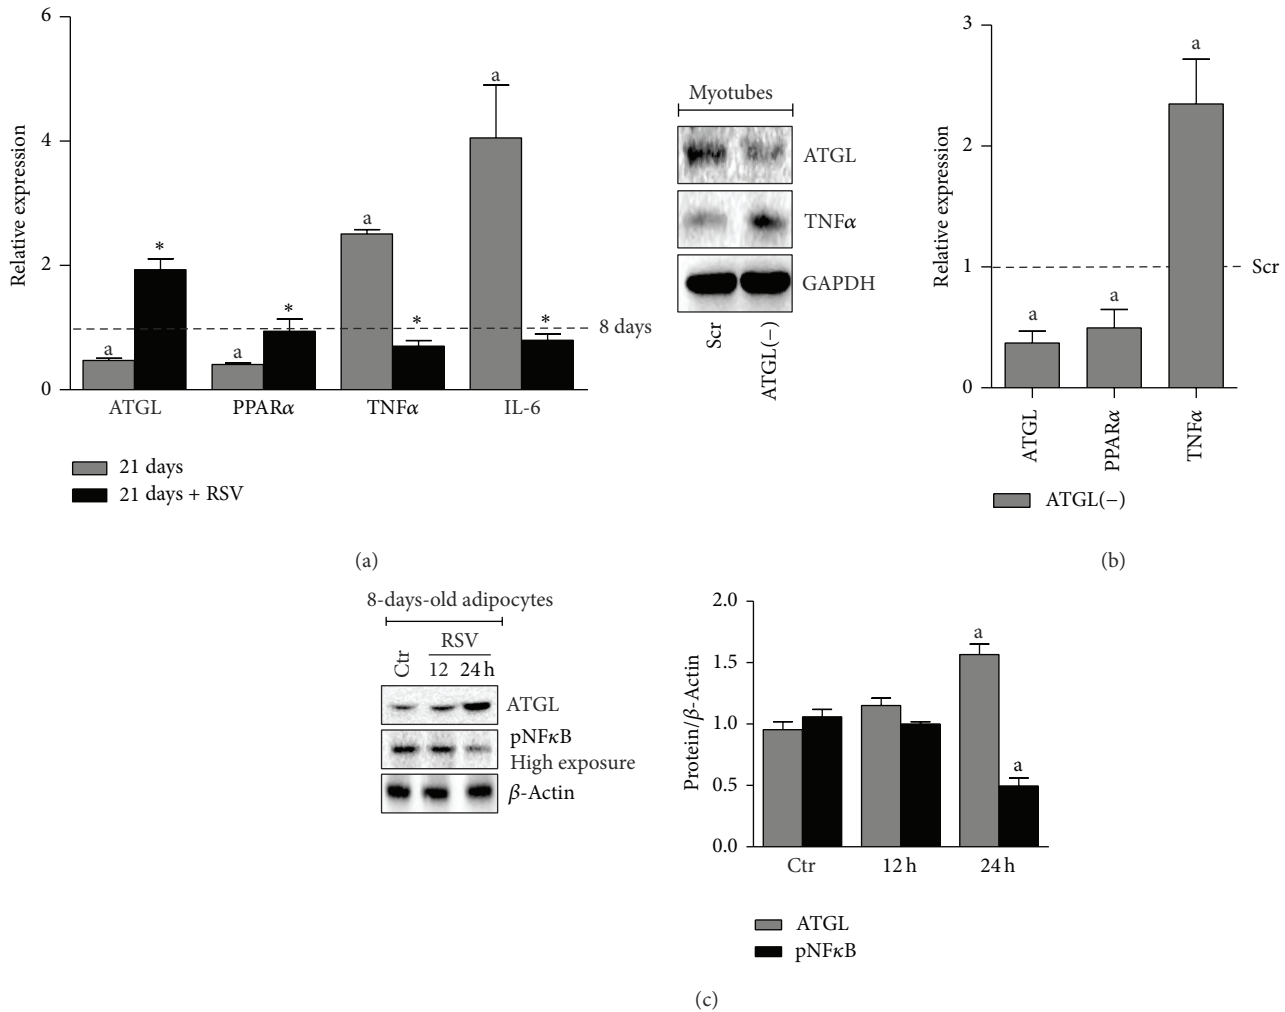 6
4
2
0
Relative expression
a
*
a
*
a
*
a
*
8 days
ATGL
PPARα
TNFα
IL-6
21 days
21 days + RSV
(a)
Myotubes
ATGL
TNFα
GAPDH
Scr
ATGL(−)
3
2
1
0
Relative expression
a
a
a
Scr
ATGL
PPARα
TNFα
ATGL(−)
(b)
8-days-old adipocytes
RSV
Ctr
12
24 h
ATGL
pNFκB
High exposure
β-Actin
2.0
1.5
1.0
0.5
0.0
Protein/β-Actin
a
a
Ctr
12 h
24 h
ATGL
pNFκB
(c)